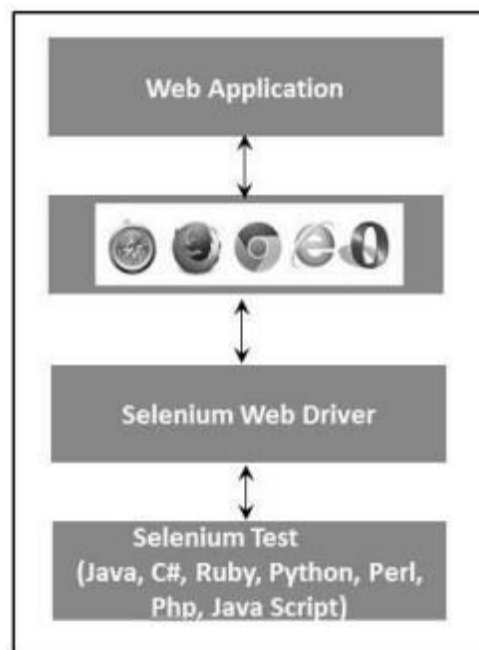 Web Application
Selenium Web Driver
Selenium Test
(Java, C#, Ruby, Python, Perl,
Php, Java Script)